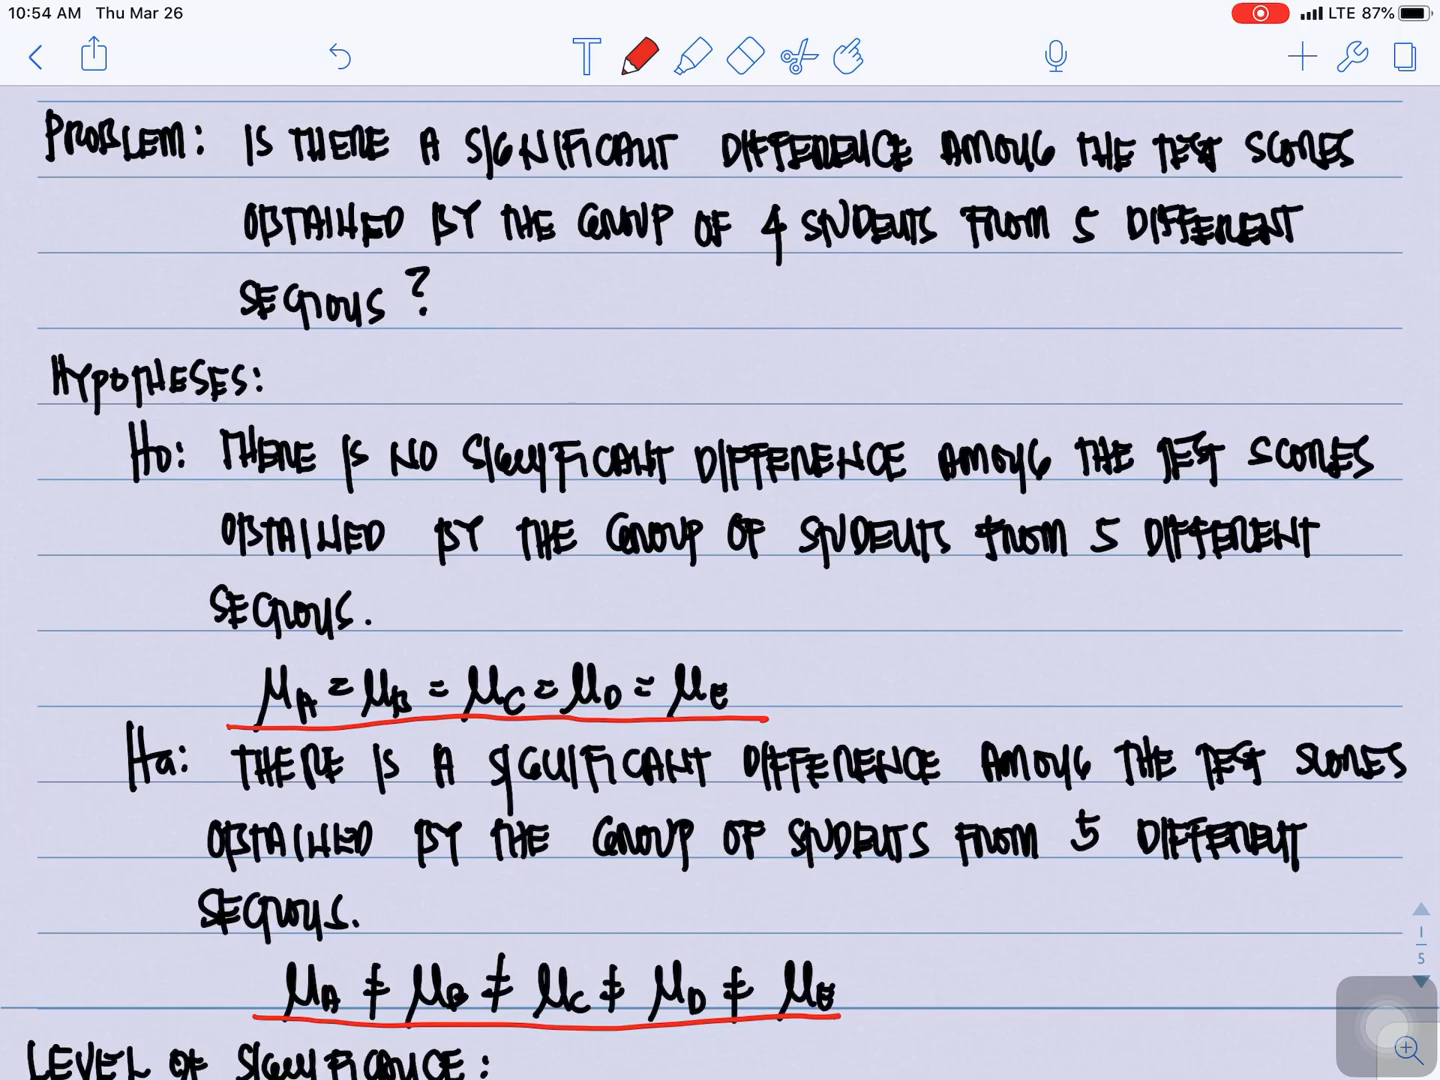 10:54 AM Thu Mar 26 LTE 87%
PROBLEM: IS THERE A SIGNIFICANT DIFFERENCE AMONG THE TEST SCORES
OBTAINED BY THE GROUP OF 4 STUDENTS FROM 5 DIFFERENT
SECTIONS?
HYPOTHESES:
Ho: THERE IS NO SIGNIFICANT DIFFERENCE AMONG THE TEST SCORES
OBTAINED BY THE GROUP OF STUDENTS FROM 5 DIFFERENT
SECTIONS.
μA = μB = μC = μD = μE
Ha: THERE IS A SIGNIFICANT DIFFERENCE AMONG THE TEST SCORES
OBTAINED BY THE GROUP OF STUDENTS FROM 5 DIFFERENT
SECTIONS.
μA ≠ μB ≠ μC ≠ μD ≠ μE
LEVEL OF SIGNIFICANCE:
1
5